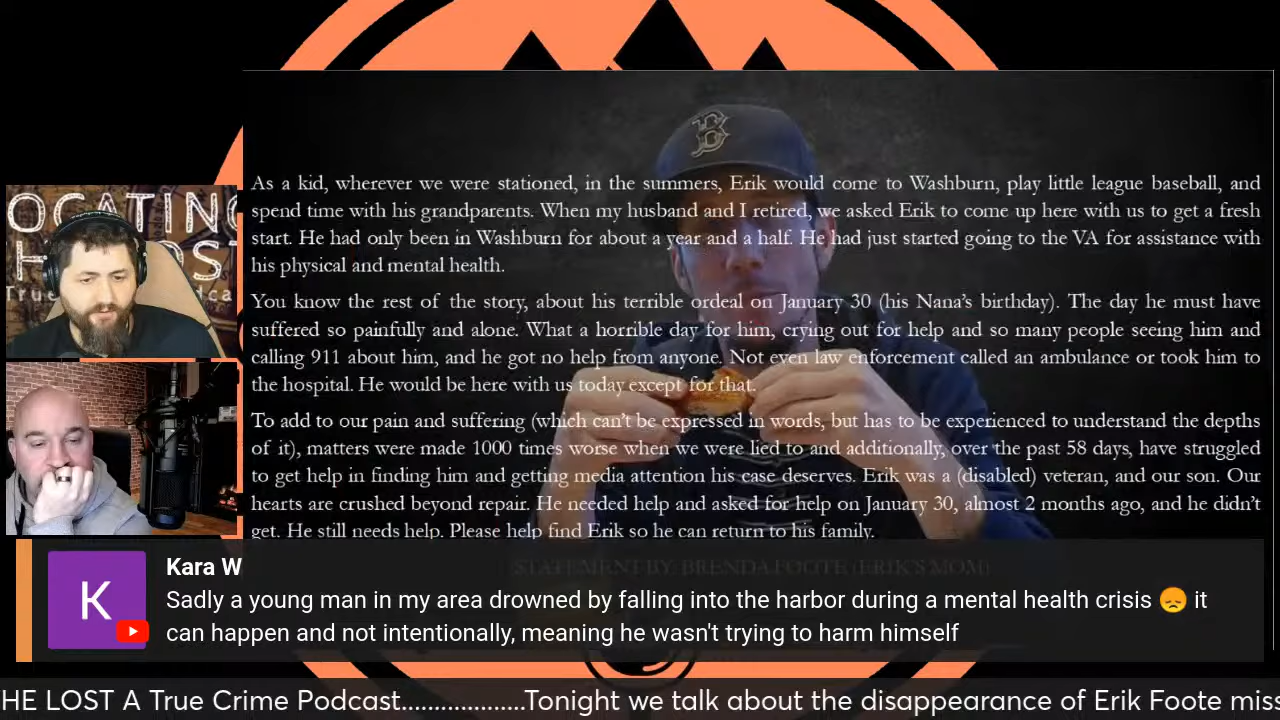 B
As a kid, wherever we were stationed, in the summers, Erik would come to Washburn, play little league baseball, and
spend time with his grandparents. When my husband and I retired, we asked Erik to come up here with us to get a fresh
start. He had only been in Washburn for about a year and a half. He had just started going to the VA for assistance with
his physical and mental health.
You know the rest of the story, about his terrible ordeal on January 30 (his Nana's birthday). The day he must have
suffered so painfully and alone. What a horrible day for him, crying out for help and so many people seeing him and
calling 911 about him, and he got no help from anyone. Not even law enforcement called an ambulance or took him to
the hospital. He would be here with us today except for that.
To add to our pain and suffering (which can't be expressed in words, but has to be experienced to understand the depths
of it), matters were made 1000 times worse when we were lied to and additionally, over the past 58 days, have struggled
to get help in finding him and getting media attention his case deserves. Erik was a (disabled) veteran, and our son. Our
hearts are crushed beyond repair. He needed help and asked for help on January 30, almost 2 months ago, and he didn't
get. He still needs help. Please help find Erik so he can return to his family.
STATEMENT BY: BRENDA FOOTE (ERIK'S MOM)
OCATING
K
Kara W
Sadly a young man in my area drowned by falling into the harbor during a mental health crisis 😞 it
can happen and not intentionally, meaning he wasn't trying to harm himself
HE LOST A True Crime Podcast..................Tonight we talk about the disappearance of Erik Foote miss